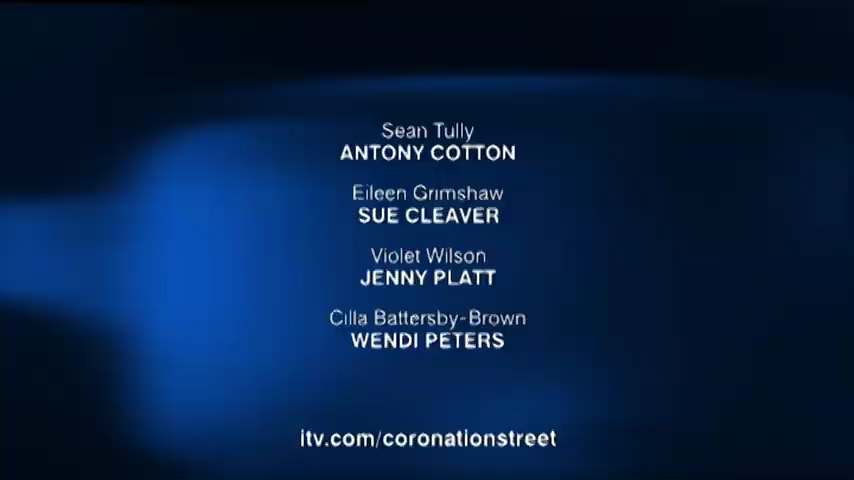 Sean Tully
ANTONY COTTON
Eileen Grimshaw
SUE CLEAVER
Violet Wilson
JENNY PLATT
Cilla Battersby-Brown
WENDI PETERS
itv.com/coronationstreet